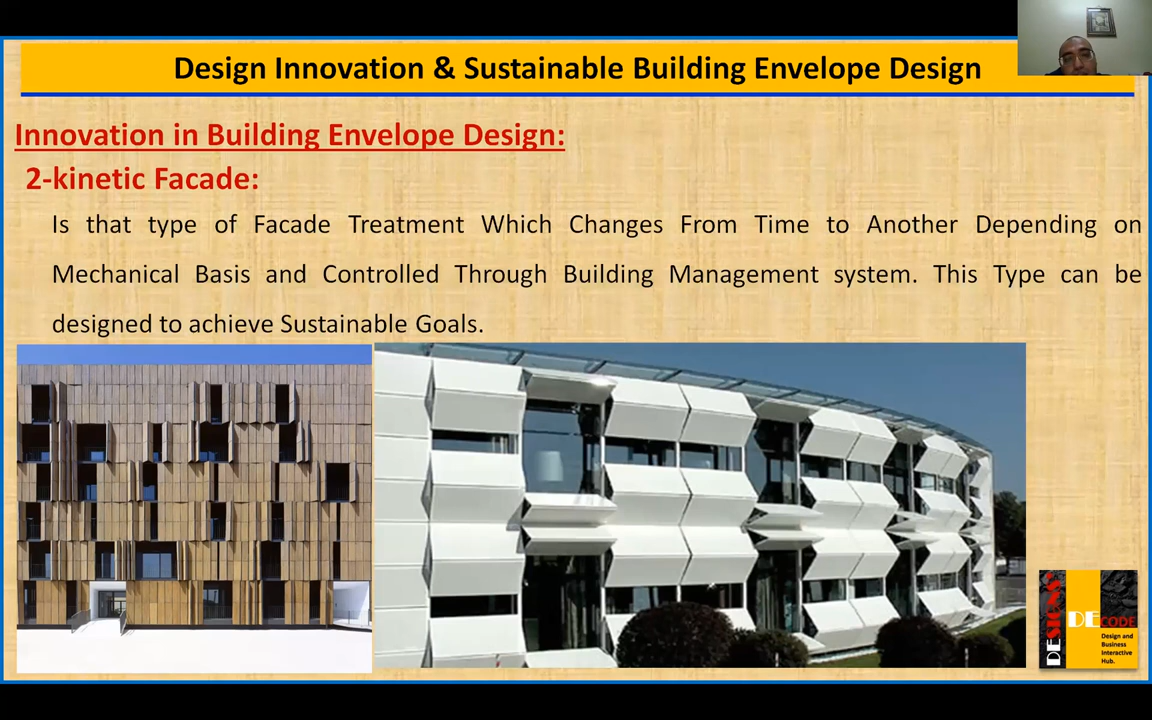 Design Innovation & Sustainable Building Envelope Design
Innovation in Building Envelope Design:
2-kinetic Facade:
Is that type of Facade Treatment Which Changes From Time to Another Depending on
Mechanical Basis and Controlled Through Building Management system. This Type can be
designed to achieve Sustainable Goals.
DESIGNS'
DECODE
Design and
Business
Interactive
Hub.